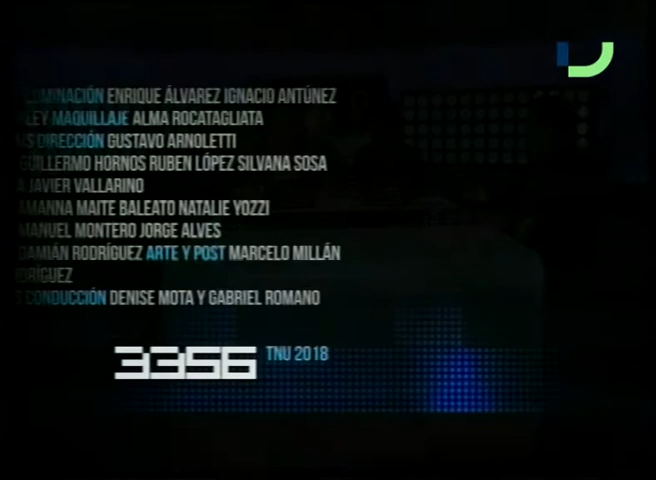 ENRIQUE ÁLVAREZ IGNACIO ANTÚNEZ
MAQUILLAJE ALMA ROCATAGLIATA
DIRECCIÓN GUSTAVO ARNOLETTI
GUILLERMO HORNOS RUBEN LÓPEZ SILVANA SOSA
JAVIER VALLARINO
MAITE BALEATO NATALIE YOZZI
MANUEL MONTERO JORGE ALVES
DAMIÁN RODRÍGUEZ ARTE Y POST MARCELO MILLÁN
CONDUCCIÓN DENISE MOTA Y GABRIEL ROMANO
3356 TNU 2018